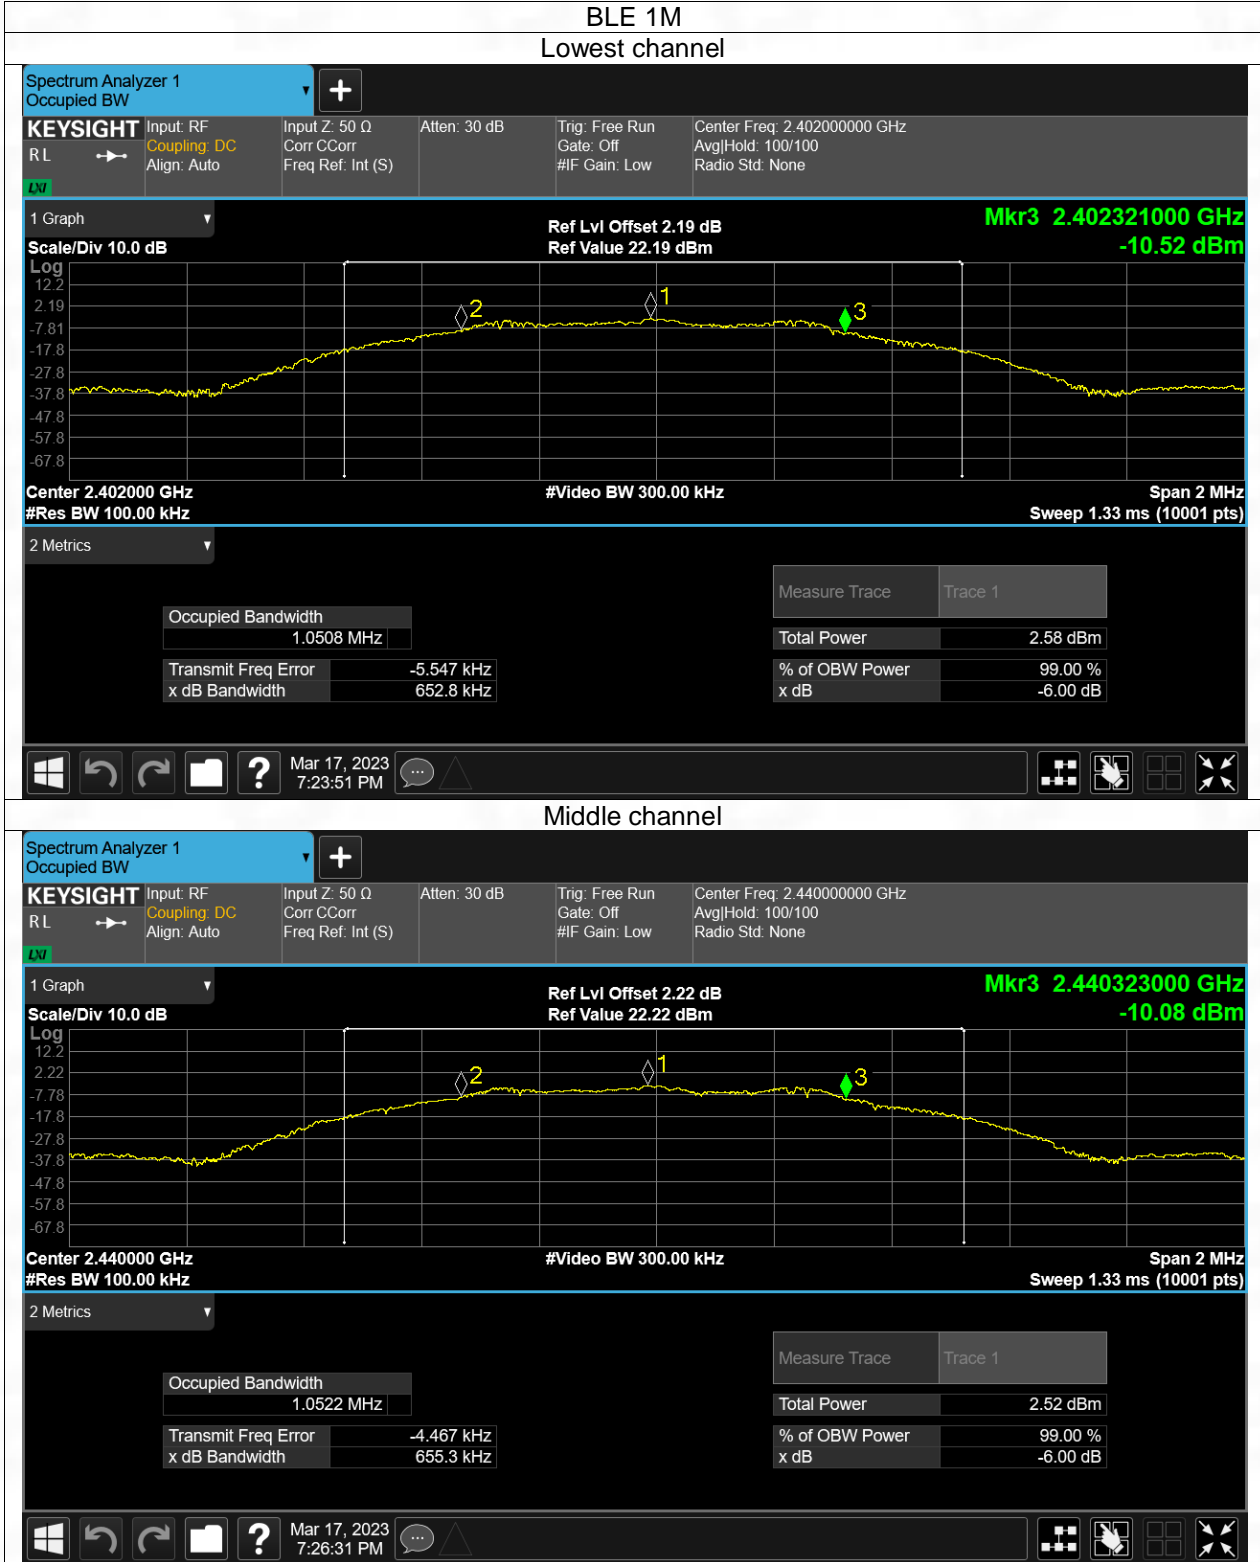 BLE 1M
Lowest channel
Spectrum Analyzer 1
Occupied BW
KEYSIGHT
R L
LXI
Input: RF
Coupling: DC
Align: Auto
Input Z: 50 Ω
Corr CCorr
Freq Ref: Int (S)
Atten: 30 dB
Trig: Free Run
Gate: Off
#IF Gain: Low
Center Freq: 2.402000000 GHz
Avg|Hold: 100/100
Radio Std: None
1 Graph
Scale/Div 10.0 dB
Ref Lvl Offset 2.19 dB
Ref Value 22.19 dBm
Mkr3 2.402321000 GHz
-10.52 dBm
Log
12.2
2.19
-7.81
-17.8
-27.8
-37.8
-47.8
-57.8
-67.8
2
1
3
Center 2.402000 GHz
#Res BW 100.00 kHz
#Video BW 300.00 kHz
Span 2 MHz
Sweep 1.33 ms (10001 pts)
2 Metrics
Measure Trace Trace 1
Occupied Bandwidth
1.0508 MHz
Total Power 2.58 dBm
Transmit Freq Error -5.547 kHz
x dB Bandwidth 652.8 kHz
% of OBW Power 99.00 %
x dB -6.00 dB
?
Mar 17, 2023
7:23:51 PM
Middle channel
Spectrum Analyzer 1
Occupied BW
KEYSIGHT
R L
LXI
Input: RF
Coupling: DC
Align: Auto
Input Z: 50 Ω
Corr CCorr
Freq Ref: Int (S)
Atten: 30 dB
Trig: Free Run
Gate: Off
#IF Gain: Low
Center Freq: 2.440000000 GHz
Avg|Hold: 100/100
Radio Std: None
1 Graph
Scale/Div 10.0 dB
Ref Lvl Offset 2.22 dB
Ref Value 22.22 dBm
Mkr3 2.440323000 GHz
-10.08 dBm
Log
12.2
2.22
-7.78
-17.8
-27.8
-37.8
-47.8
-57.8
-67.8
2
1
3
Center 2.440000 GHz
#Res BW 100.00 kHz
#Video BW 300.00 kHz
Span 2 MHz
Sweep 1.33 ms (10001 pts)
2 Metrics
Measure Trace Trace 1
Occupied Bandwidth
1.0522 MHz
Total Power 2.52 dBm
Transmit Freq Error -4.467 kHz
x dB Bandwidth 655.3 kHz
% of OBW Power 99.00 %
x dB -6.00 dB
?
Mar 17, 2023
7:26:31 PM